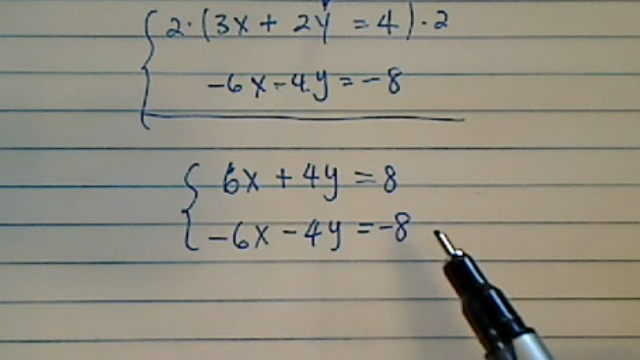 2·(3x + 2y = 4)·2
-6x-4y=-8
6x + 4y = 8
-6x - 4y = -8